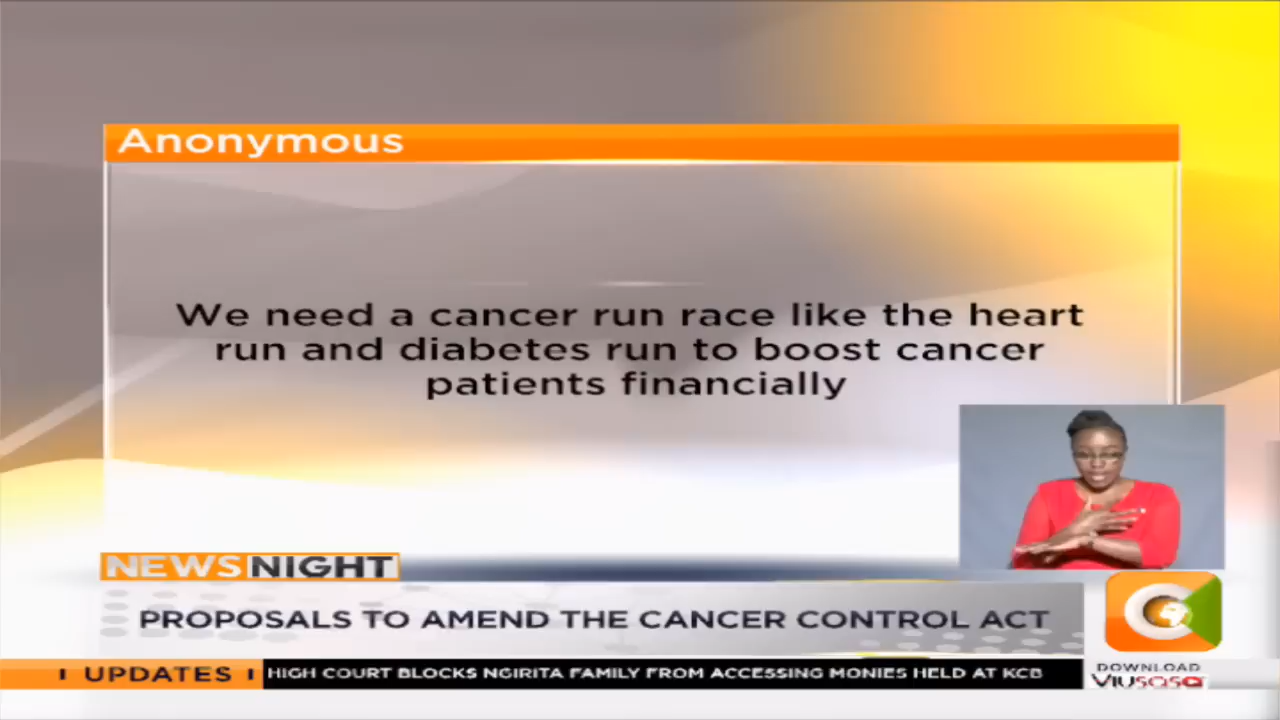 Anonymous
We need a cancer run race like the heart
run and diabetes run to boost cancer
patients financially
NEWSNIGHT
PROPOSALS TO AMEND THE CANCER CONTROL ACT
UPDATES
HIGH COURT BLOCKS NGIRITA FAMILY FROM ACCESSING MONIES HELD AT KCB
DOWNLOAD
VIUSASA